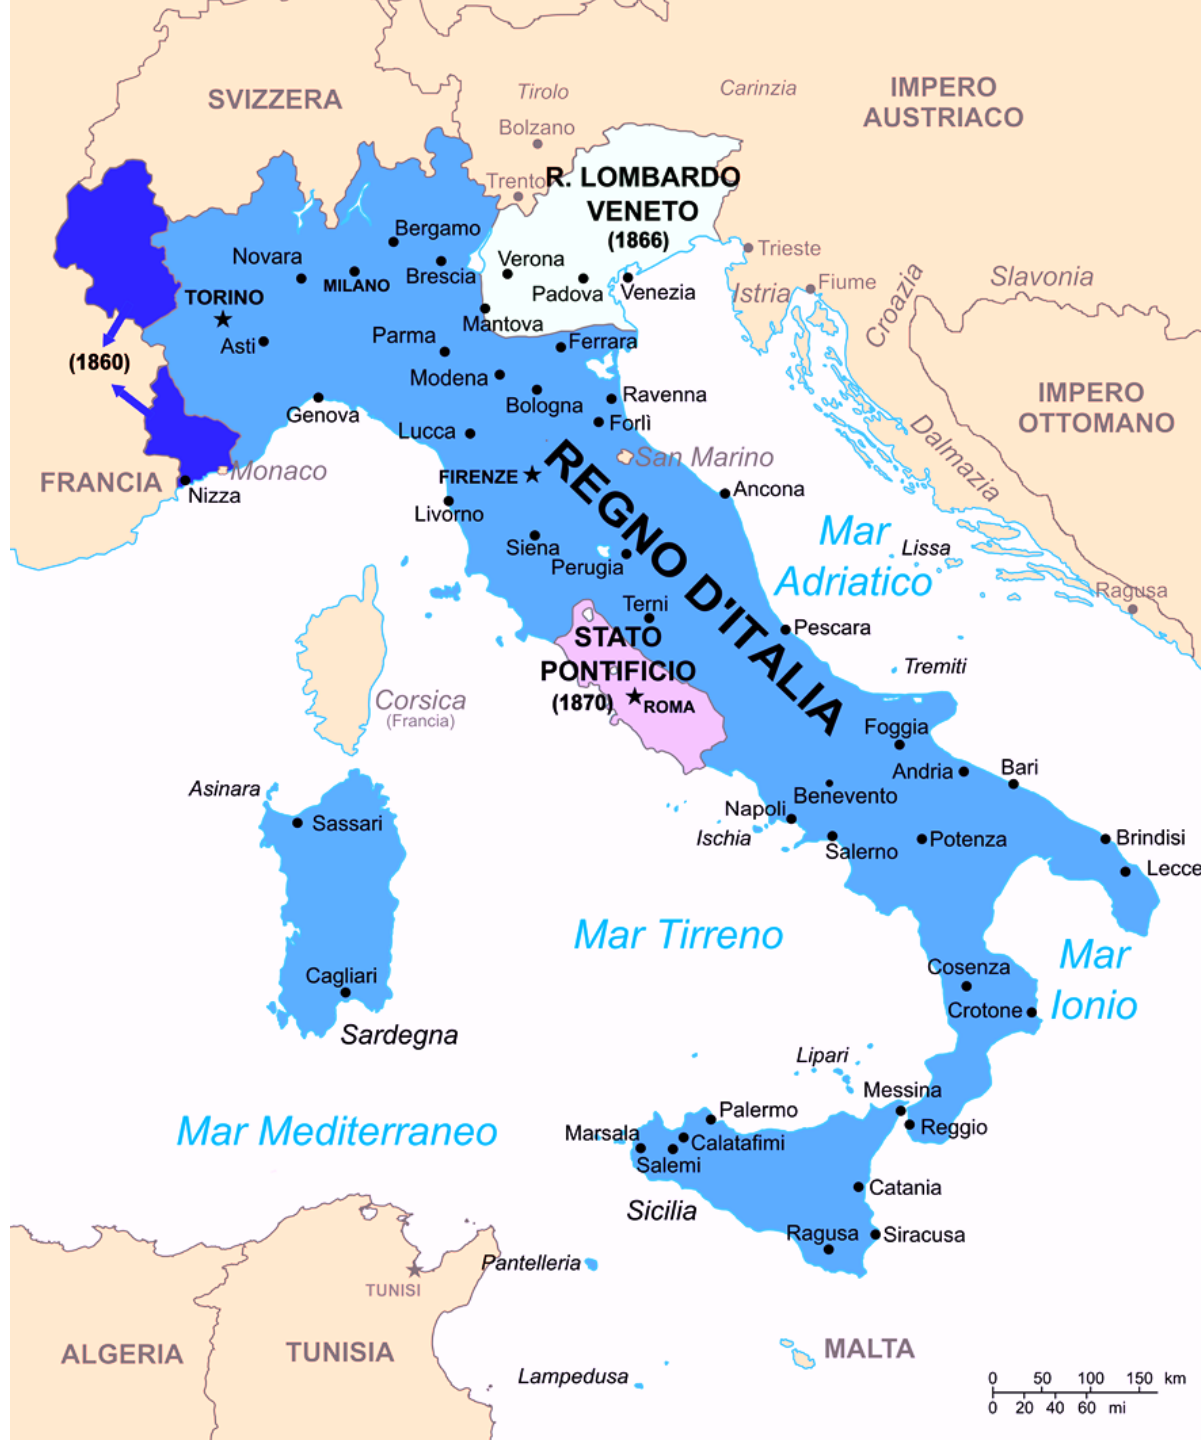 SVIZZERA
Tirolo
Carinzia
IMPERO
AUSTRIACO
Bolzano
Trento
R. LOMBARDO
VENETO
(1866)
Bergamo
Verona
Trieste
Novara
Brescia
MILANO
Padova
Venezia
Istria
Fiume
Croazia
Slavonia
TORINO
Mantova
Asti
Parma
Ferrara
(1860)
Modena
Bologna
Ravenna
Genova
Lucca
Forlì
IMPERO
OTTOMANO
Dalmazia
FRANCIA
Monaco
Nizza
FIRENZE
San Marino
REGNO D'ITALIA
Ancona
Livorno
Siena
Perugia
Mar
Adriatico
Lissa
Ragusa
Terni
STATO
PONTIFICIO
(1870)
ROMA
Pescara
Tremiti
Corsica
(Francia)
Foggia
Andria
Bari
Asinara
Sassari
Benevento
Napoli
Ischia
Salerno
Potenza
Brindisi
Lecce
Mar Tirreno
Mar
Ionio
Cagliari
Sardegna
Cosenza
Crotone
Lipari
Messina
Reggio
Mar Mediterraneo
Palermo
Marsala
Calatafimi
Salemi
Catania
Sicilia
Ragusa
Siracusa
Pantelleria
TUNISI
ALGERIA
TUNISIA
MALTA
Lampedusa
0 50 100 150 km
0 20 40 60 mi